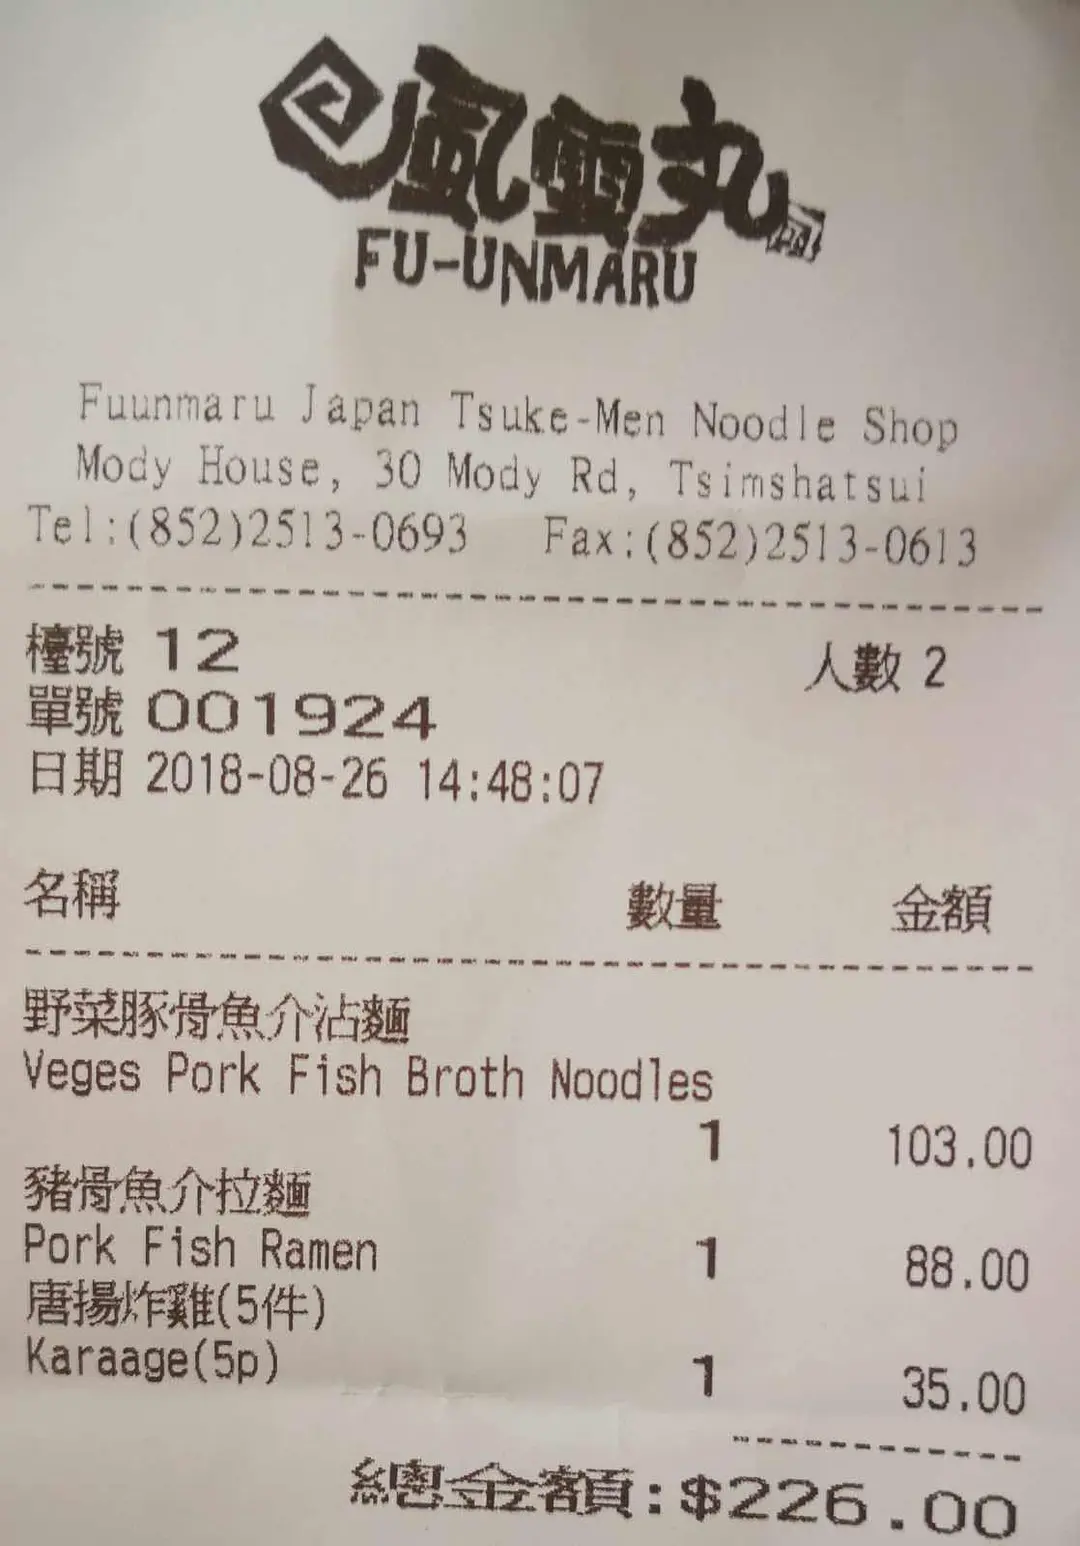 風雲丸
FU-UNMARU
Fuunmaru Japan Tsuke-Men Noodle Shop
Mody House, 30 Mody Rd, Tsimshatsui
Tel:(852)2513-0693 Fax:(852)2513-0613
檯號 12 人數 2
單號 001924
日期 2018-08-26 14:48:07
名稱 數量 金額
野菜豚骨魚介沾麵
Veges Pork Fish Broth Noodles
1 103.00
豬骨魚介拉麵
Pork Fish Ramen 1 88.00
唐揚炸雞(5件)
Karaage(5p) 1 35.00
總金額:$226.00